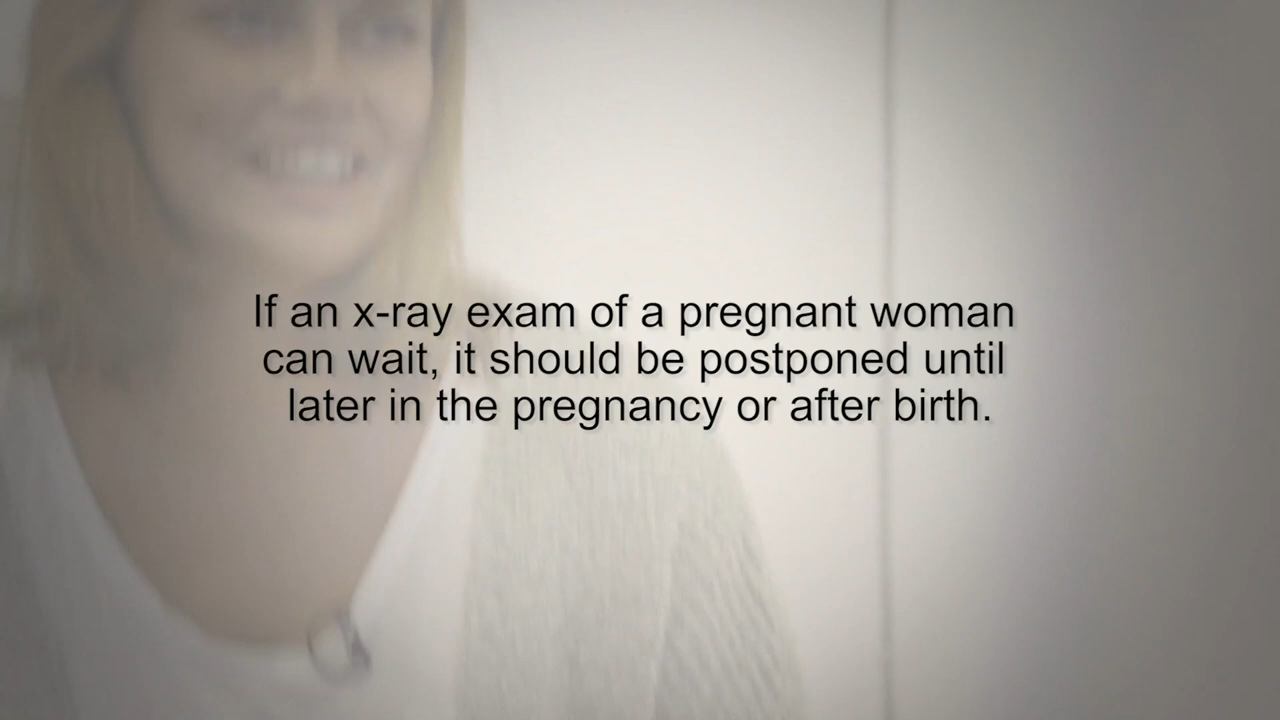 If an x-ray exam of a pregnant woman
can wait, it should be postponed until
later in the pregnancy or after birth.